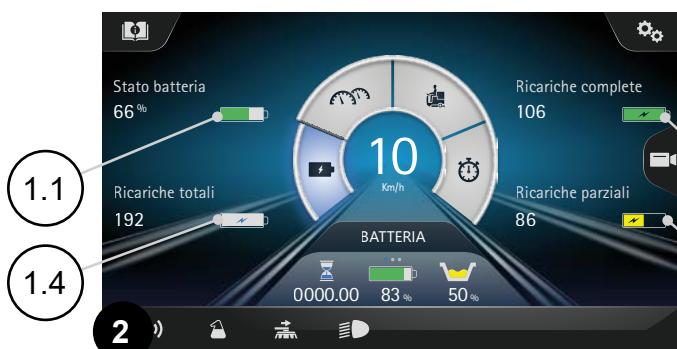 Stato batteria
66 %
Ricariche complete
106
1.1
10
Km/h
Ricariche totali
192
Ricariche parziali
86
1.4
BATTERIA
0000.00 83 % 50 %
2